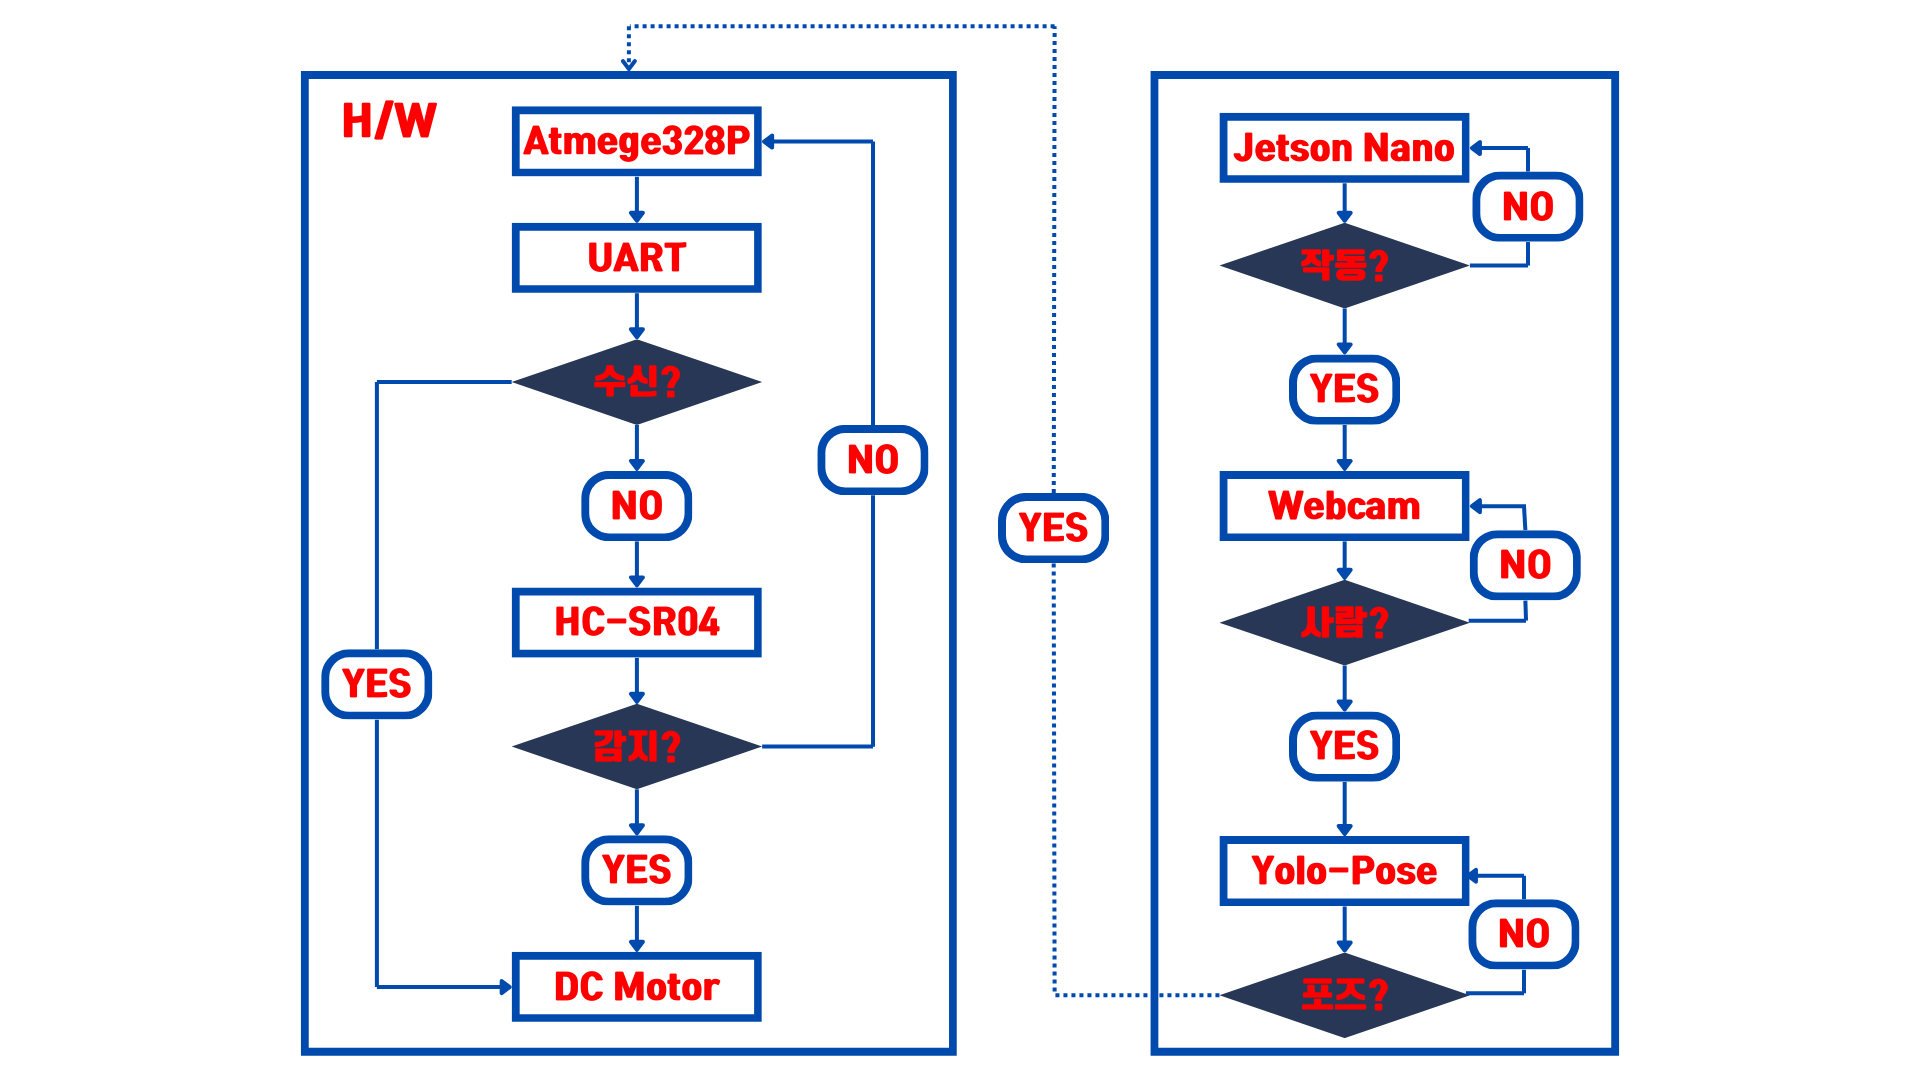 H/W
Atmege328P
UART
수신?
NO
HC-SR04
감지?
YES
DC Motor
YES
NO
YES
Jetson Nano
NO
작동?
YES
Webcam
NO
사람?
YES
Yolo-Pose
NO
포즈?